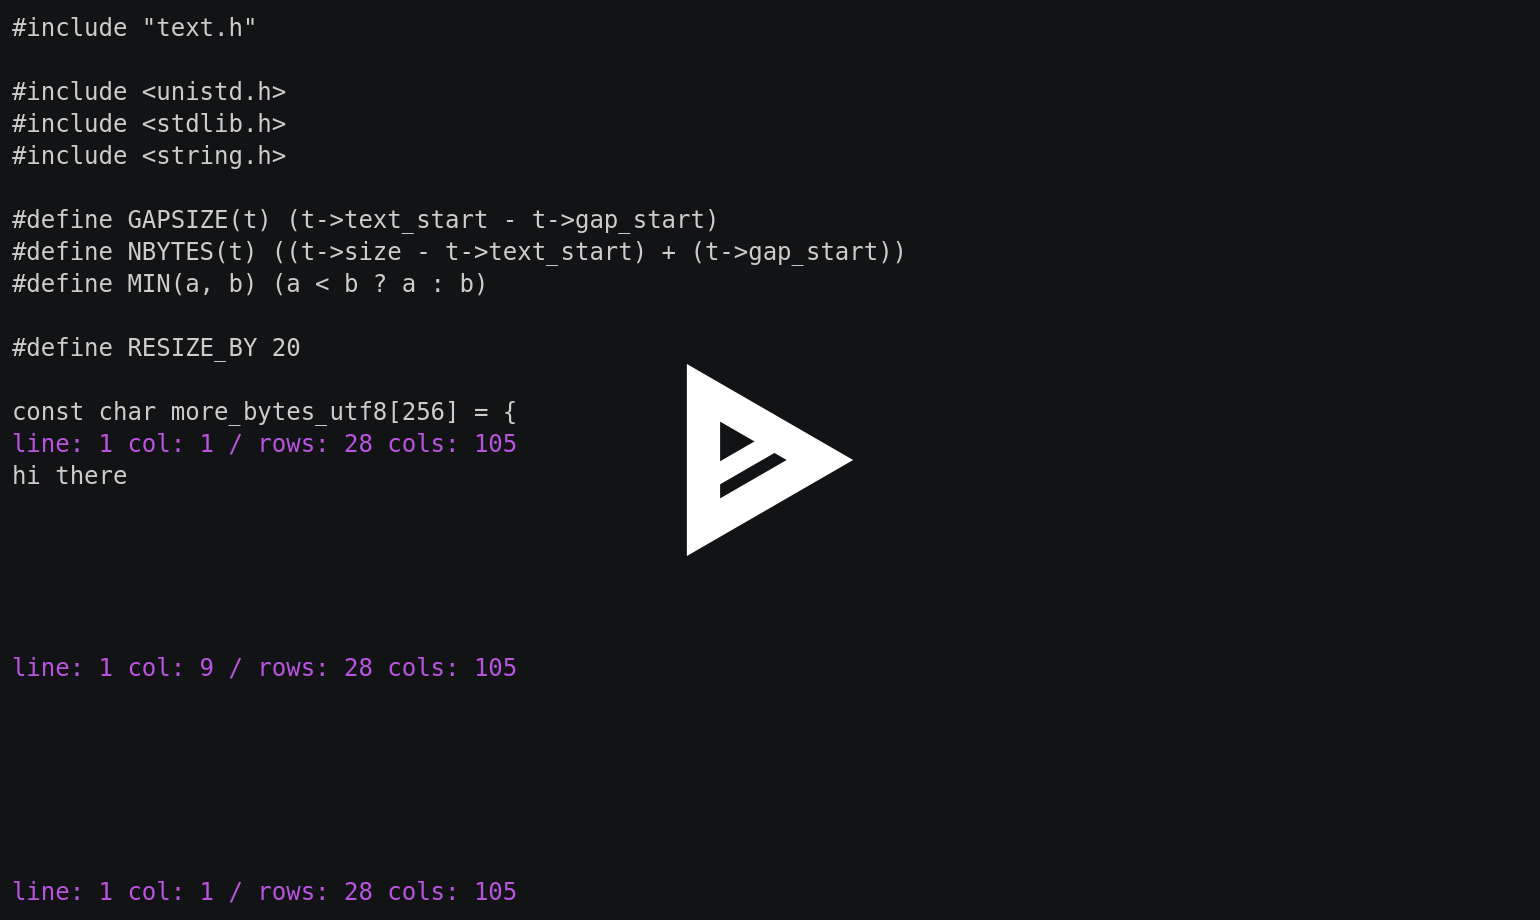 #include "text.h"
#include <unistd.h>
#include <stdlib.h>
#include <string.h>
#define GAPSIZE(t) (t->text_start - t->gap_start)
#define NBYTES(t) ((t->size - t->text_start) + (t->gap_start))
#define MIN(a, b) (a < b ? a : b)
#define RESIZE_BY 20
const char more_bytes_utf8[256] = {
line: 1 col: 1 / rows: 28 cols: 105
hi there
line: 1 col: 9 / rows: 28 cols: 105
line: 1 col: 1 / rows: 28 cols: 105